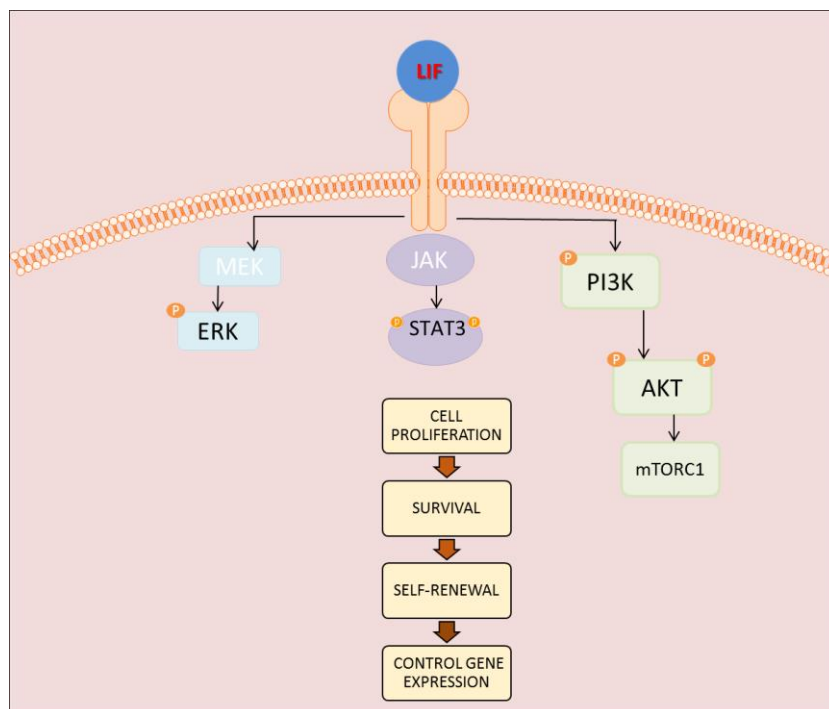 LIF
MEK
JAK
P
PI3K
P
ERK
P
STAT3
P
P
P
AKT
mTORC1
CELL
PROLIFERATION
SURVIVAL
SELF-RENEWAL
CONTROL GENE
EXPRESSION